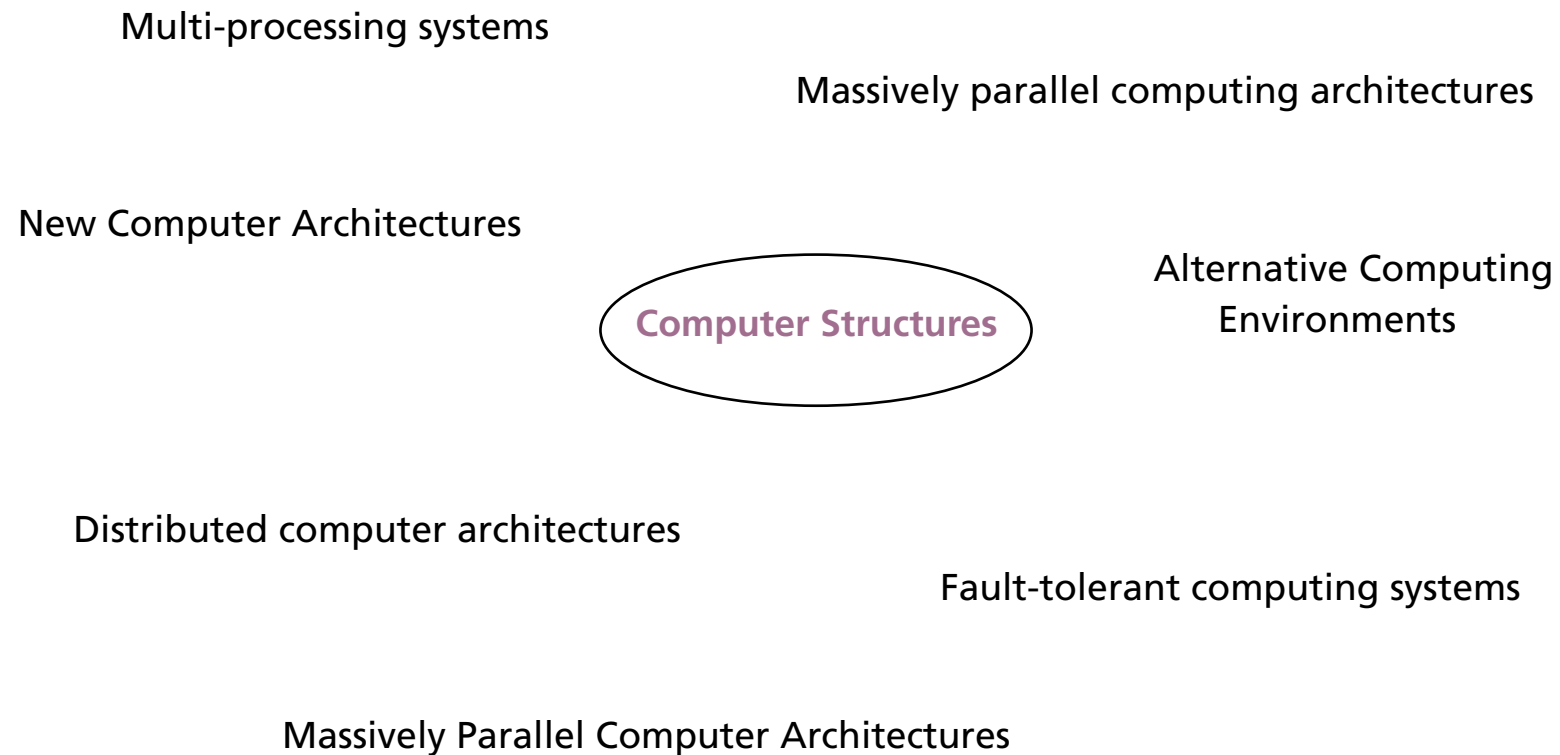 Multi-processing systems
Massively parallel computing architectures
New Computer Architectures
Alternative Computing
Environments
Computer Structures
Distributed computer architectures
Fault-tolerant computing systems
Massively Parallel Computer Architectures